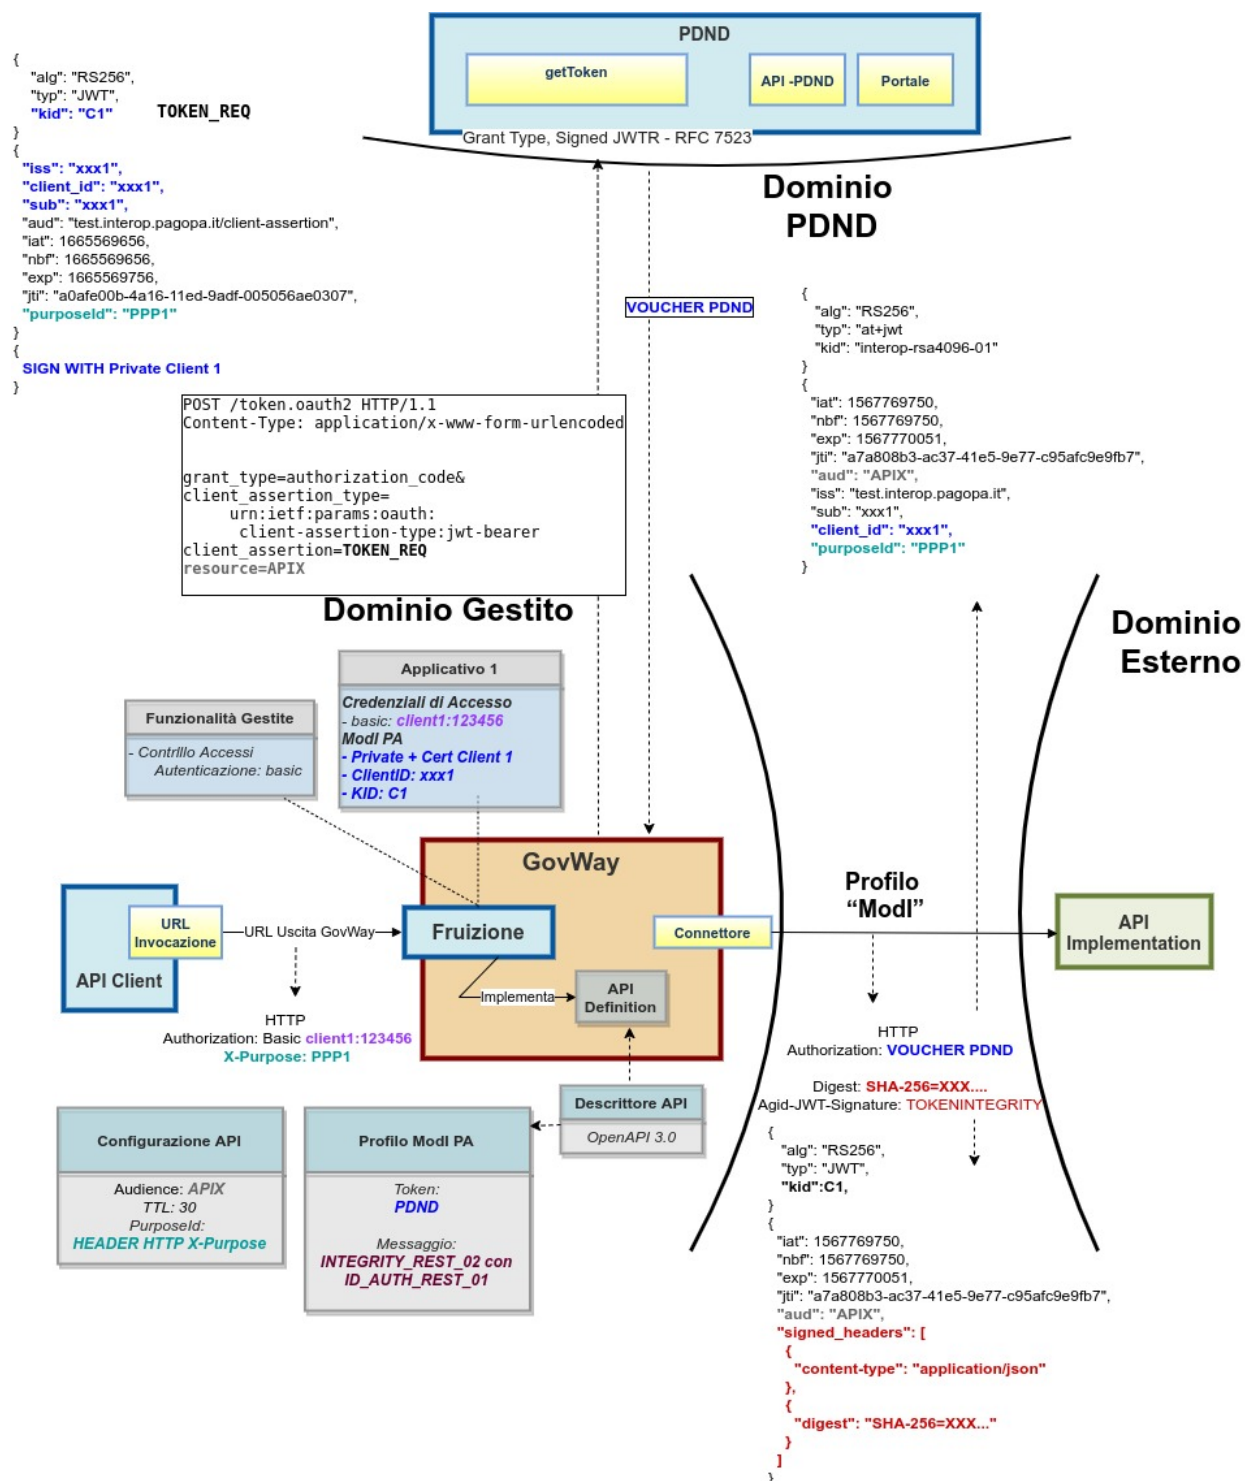 PDND
getToken
API -PDND
Portale
Grant Type, Signed JWTR - RFC 7523
{
"alg": "RS256",
"typ": "JWT",
"kid": "C1"
TOKEN_REQ
}
{
"iss": "xxx1",
"client_id": "xxx1",
"sub": "xxx1",
"aud": "test.interop.pagopa.it/client-assertion",
"iat": 1665569656,
"nbf": 1665569656,
"exp": 1665569756,
"jti": "a0afe00b-4a16-11ed-9adf-005056ae0307",
"purposeId": "PPP1"
}
{
SIGN WITH Private Client 1
}
Dominio
PDND
VOUCHER PDND
{
"alg": "RS256",
"typ": "at+jwt
"kid": "interop-rsa4096-01"
}
{
"iat": 1567769750,
"nbf": 1567769750,
"exp": 1567770051,
"jti": "a7a808b3-ac37-41e5-9e77-c95afc9e9fb7",
"aud": "APIX",
"iss": "test.interop.pagopa.it",
"sub": "xxx1",
"client_id": "xxx1",
"purposeId": "PPP1"
}
POST /token.oauth2 HTTP/1.1
Content-Type: application/x-www-form-urlencoded
grant_type=authorization_code&
client_assertion_type=
urn:ietf:params:oauth:
client-assertion-type:jwt-bearer
client_assertion=TOKEN_REQ
resource=APIX
Dominio Gestito
Dominio
Esterno
Funzionalità Gestite
- Contrlllo Accessi
Autenticazione: basic
Applicativo 1
Credenziali di Accesso
- basic: client1:123456
ModI PA
- Private + Cert Client 1
- ClientID: xxx1
- KID: C1
GovWay
API Client
URL
Invocazione
URL Uscita GovWay
Fruizione
Implementa
API
Definition
Connettore
Profilo
“ModI”
API
Implementation
HTTP
Authorization: Basic client1:123456
X-Purpose: PPP1
HTTP
Authorization: VOUCHER PDND
Digest: SHA-256=XXX....
Agid-JWT-Signature: TOKENINTEGRITY
Descrittore API
OpenAPI 3.0
Configurazione API
Audience: APIX
TTL: 30
PurposeId:
HEADER HTTP X-Purpose
Profilo ModI PA
Token:
PDND
Messaggio:
INTEGRITY_REST_02 con
ID_AUTH_REST_01
{
"alg": "RS256",
"typ": "JWT",
"kid":C1,
}
{
"iat": 1567769750,
"nbf": 1567769750,
"exp": 1567770051,
"jti": "a7a808b3-ac37-41e5-9e77-c95afc9e9fb7",
"aud": "APIX",
"signed_headers": [
{
"content-type": "application/json"
},
{
"digest": "SHA-256=XXX..."
}
]
}